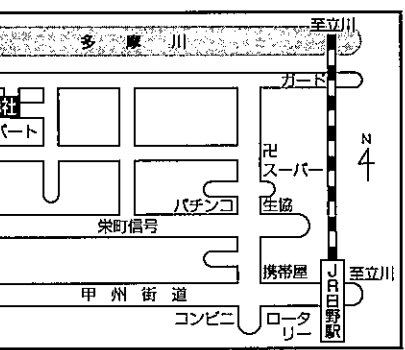 至立川
多摩川
ガード
社
パート
N
卍
スーパー
パチンコ
生協
栄町信号
携帯屋
JR日野駅
至立川
甲州街道
コンビニ
ロータ
リー